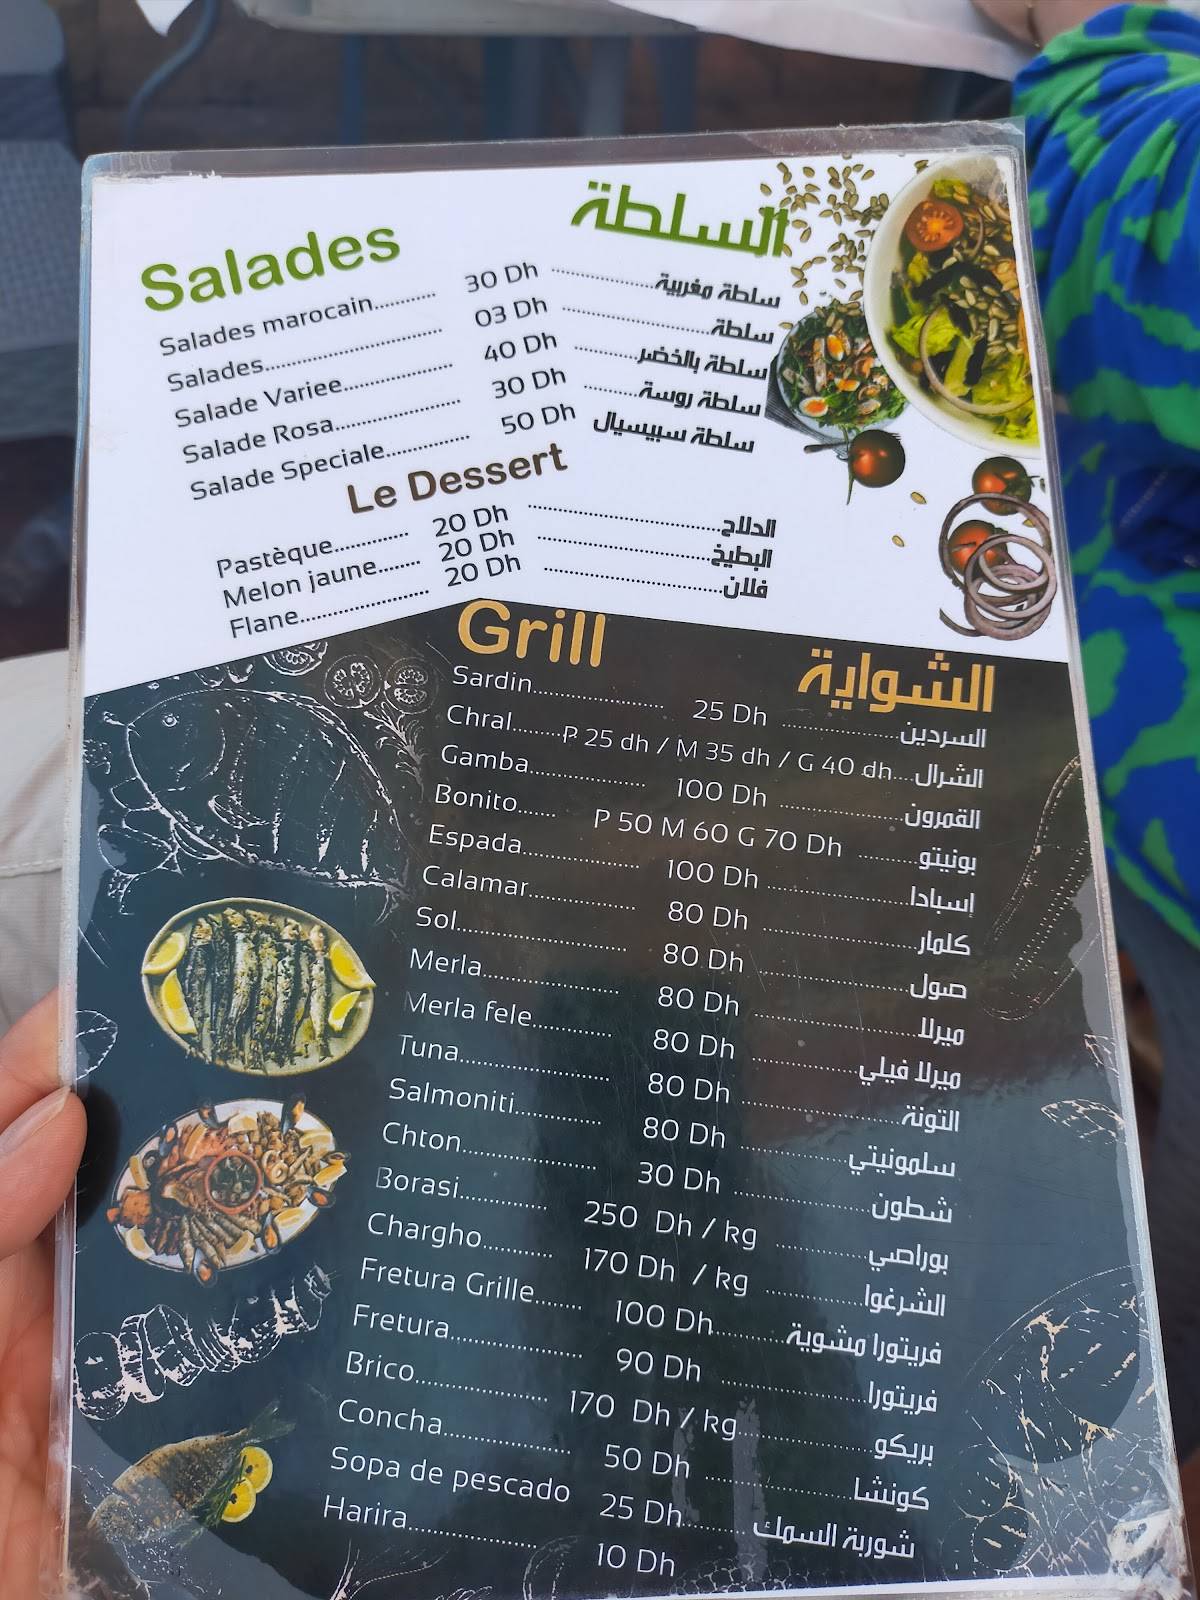 Salades السلطة
Salades marocain........... 30 Dh ....................سلطة مغربية
Salades.................................. 03 Dh ..............................سلطة
Salade Variee..................... 40 Dh ............سلطة بالخضر
Salade Rosa........................ 30 Dh .......سلطة روسة
Salade Speciale................ 50 Dh سلطة سبيسيال
Le Dessert
Pastèque.............. 20 Dh ......................................الدلاح
Melon jaune........ 20 Dh .................................البطيخ
Flane........................ 20 Dh ...................................فلان
Grill الشواية
Sardin......................... 25 Dh ......................السردين
Chral.........P 25 dh / M 35 dh / G 40 dh....الشرال
Gamba...................... 100 Dh .......................القمرون
Bonito....... P 50 M 60 G 70 Dh ...........بونيتو
Espada...................... 100 Dh ...........................إسبادا
Calamar.................... 80 Dh ............................كلمار
Sol................................. 80 Dh ............................صول
Merla......................... 80 Dh ...............................ميرلا
Merla fele............... 80 Dh ....................ميرلا فيلي
Tuna............................ 80 Dh .............................التونة
Salmoniti................ 80 Dh ....................سلمونيتي
Chton......................... 30 Dh .........................شطون
Borasi................ 250 Dh / kg .................بوراصي
Chargho............. 170 Dh / kg ...................الشرغوا
Fretura Grille........ 100 Dh.............فريتورا مشوية
Fretura......................... 90 Dh ...........................فريتورا
Brico......................... 170 Dh / kg.........................بريكو
Concha........................ 50 Dh ............................كونشا
Sopa de pescado 25 Dh........... شوربة السمك
Harira......................... 10 Dh